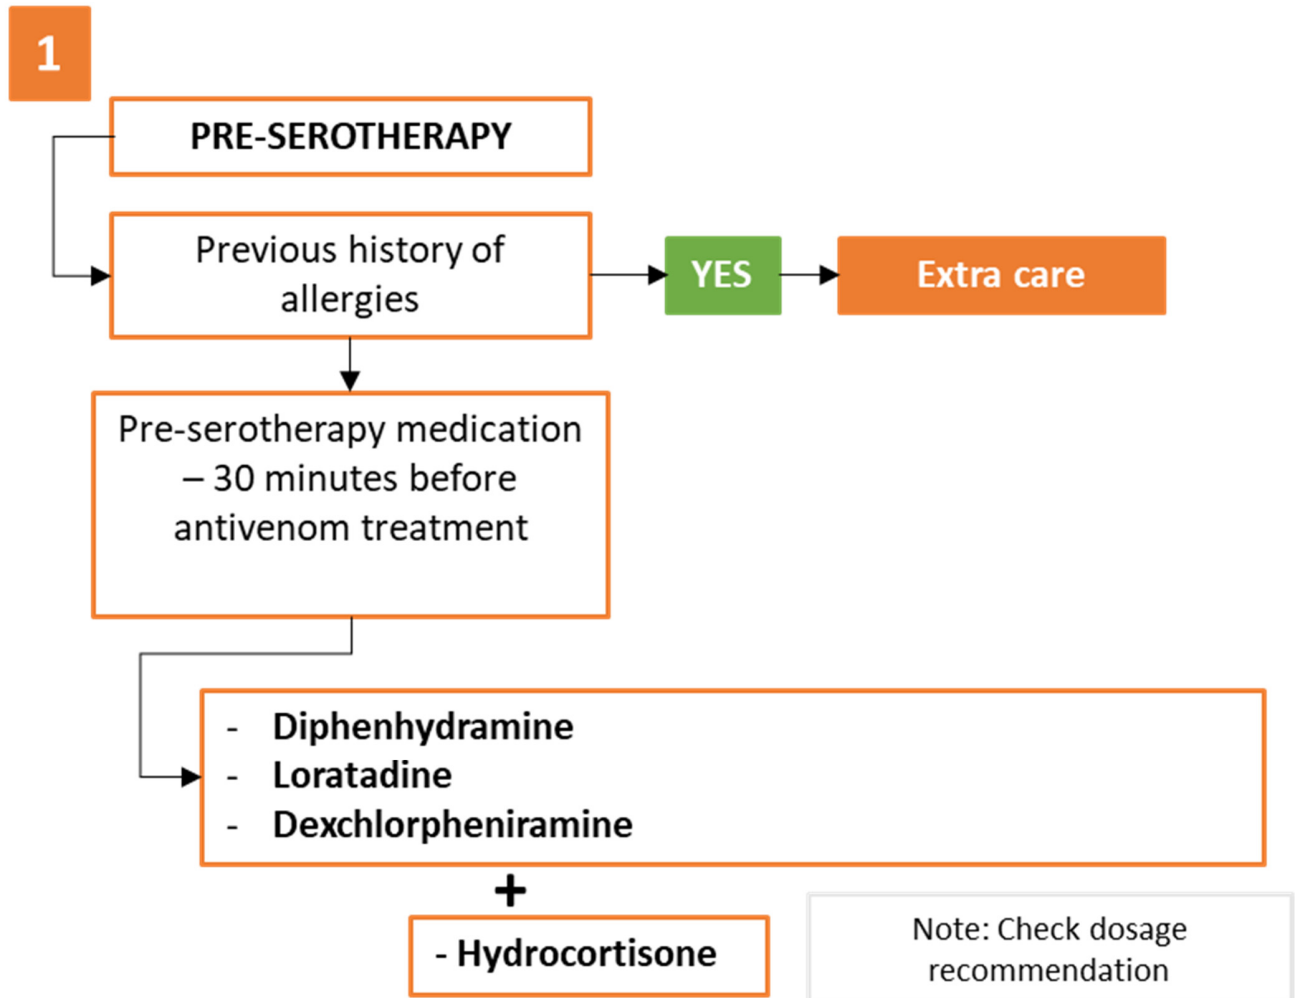 1
PRE-SEROTHERAPY
Previous history of
allergies
YES
Extra care
Pre-serotherapy medication
– 30 minutes before
antivenom treatment
- Diphenhydramine
- Loratadine
- Dexchlorpheniramine
+
- Hydrocortisone
Note: Check dosage
recommendation